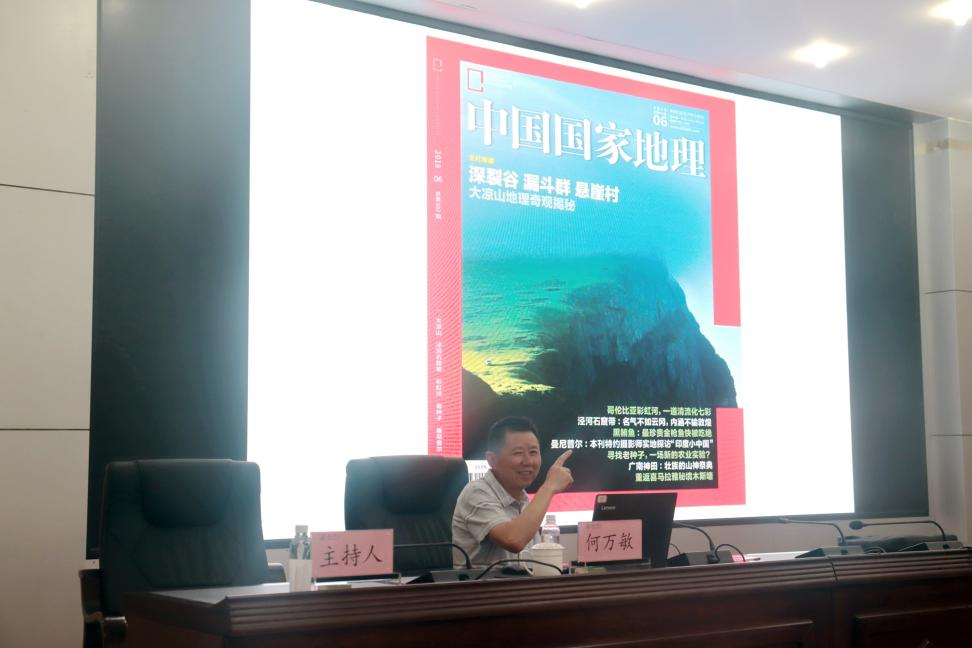 中国国家地理
06
深裂谷 漏斗群 悬崖村
大凉山地理奇观揭秘
2018 06
哥伦比亚彩虹河，一道清流化七彩
泾河石窟带：名气不如云冈，内涵不输敦煌
黑鲔鱼：最珍贵金枪鱼快被吃绝
曼尼普尔：本刊特约摄影师实地探访“印度小中国”
寻找老种子，一场新的农业实验？
广南神田：壮族的山神祭典
重返喜马拉雅秘境木斯塘
Lenovo
主持人
何万敏